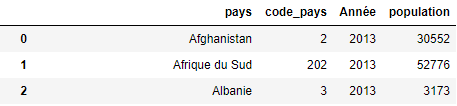 pays code_pays Année population
0 Afghanistan 2 2013 30552
1 Afrique du Sud 202 2013 52776
2 Albanie 3 2013 3173